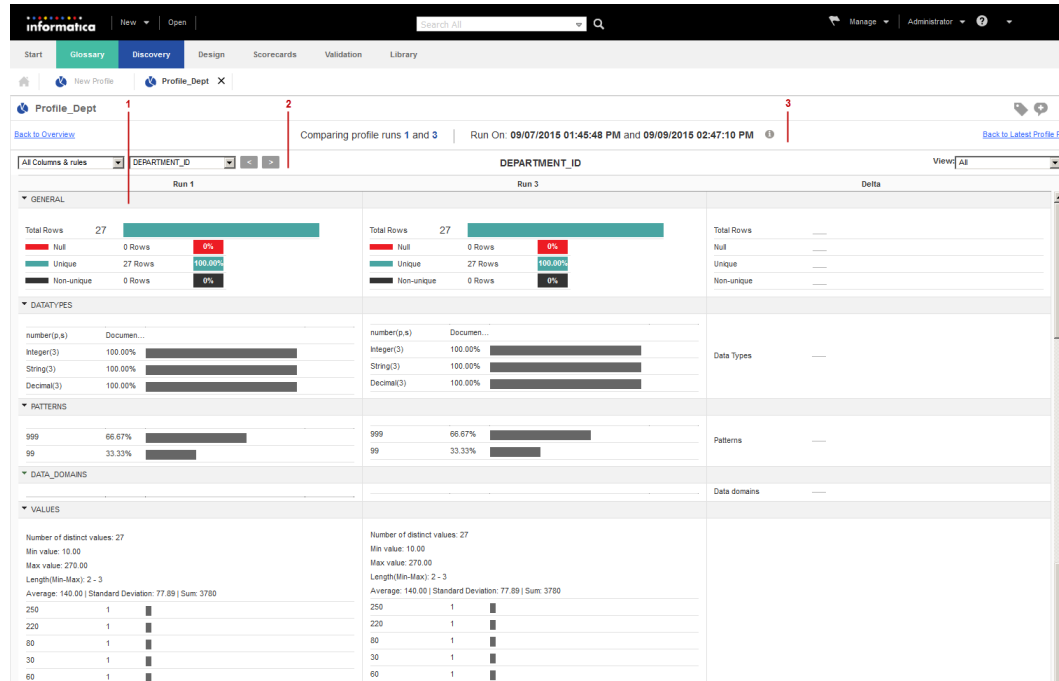 informatica New Open Search All Manage Administrator ?
Start Glossary Discovery Design Scorecards Validation Library
New Profile Profile_Dept X
Profile_Dept 1 2 3
Back to Overview Comparing profile runs 1 and 3 Run On: 09/07/2015 01:45:48 PM and 09/09/2015 02:47:10 PM Back to Latest Profile
All Columns & rules DEPARTMENT_ID < > DEPARTMENT_ID View: All
Run 1 Run 3 Delta
GENERAL
Total Rows 27 Total Rows 27 Total Rows
Null 0 Rows 0% Null 0 Rows 0% Null
Unique 27 Rows 100.00% Unique 27 Rows 100.00% Unique
Non-unique 0 Rows 0% Non-unique 0 Rows 0% Non-unique
DATATYPES
number(p,s) Documen... number(p,s) Documen...
Integer(3) 100.00% Integer(3) 100.00%
String(3) 100.00% String(3) 100.00% Data Types
Decimal(3) 100.00% Decimal(3) 100.00%
PATTERNS
999 66.67% 999 66.67% Patterns
99 33.33% 99 33.33%
DATA_DOMAINS
Data domains
VALUES
Number of distinct values: 27 Number of distinct values: 27
Min value: 10.00 Min value: 10.00
Max value: 270.00 Max value: 270.00
Length(Min-Max): 2 - 3 Length(Min-Max): 2 - 3
Average: 140.00 | Standard Deviation: 77.89 | Sum: 3780 Average: 140.00 | Standard Deviation: 77.89 | Sum: 3780
250 1 250 1
220 1 220 1
80 1 80 1
30 1 30 1
60 1 60 1